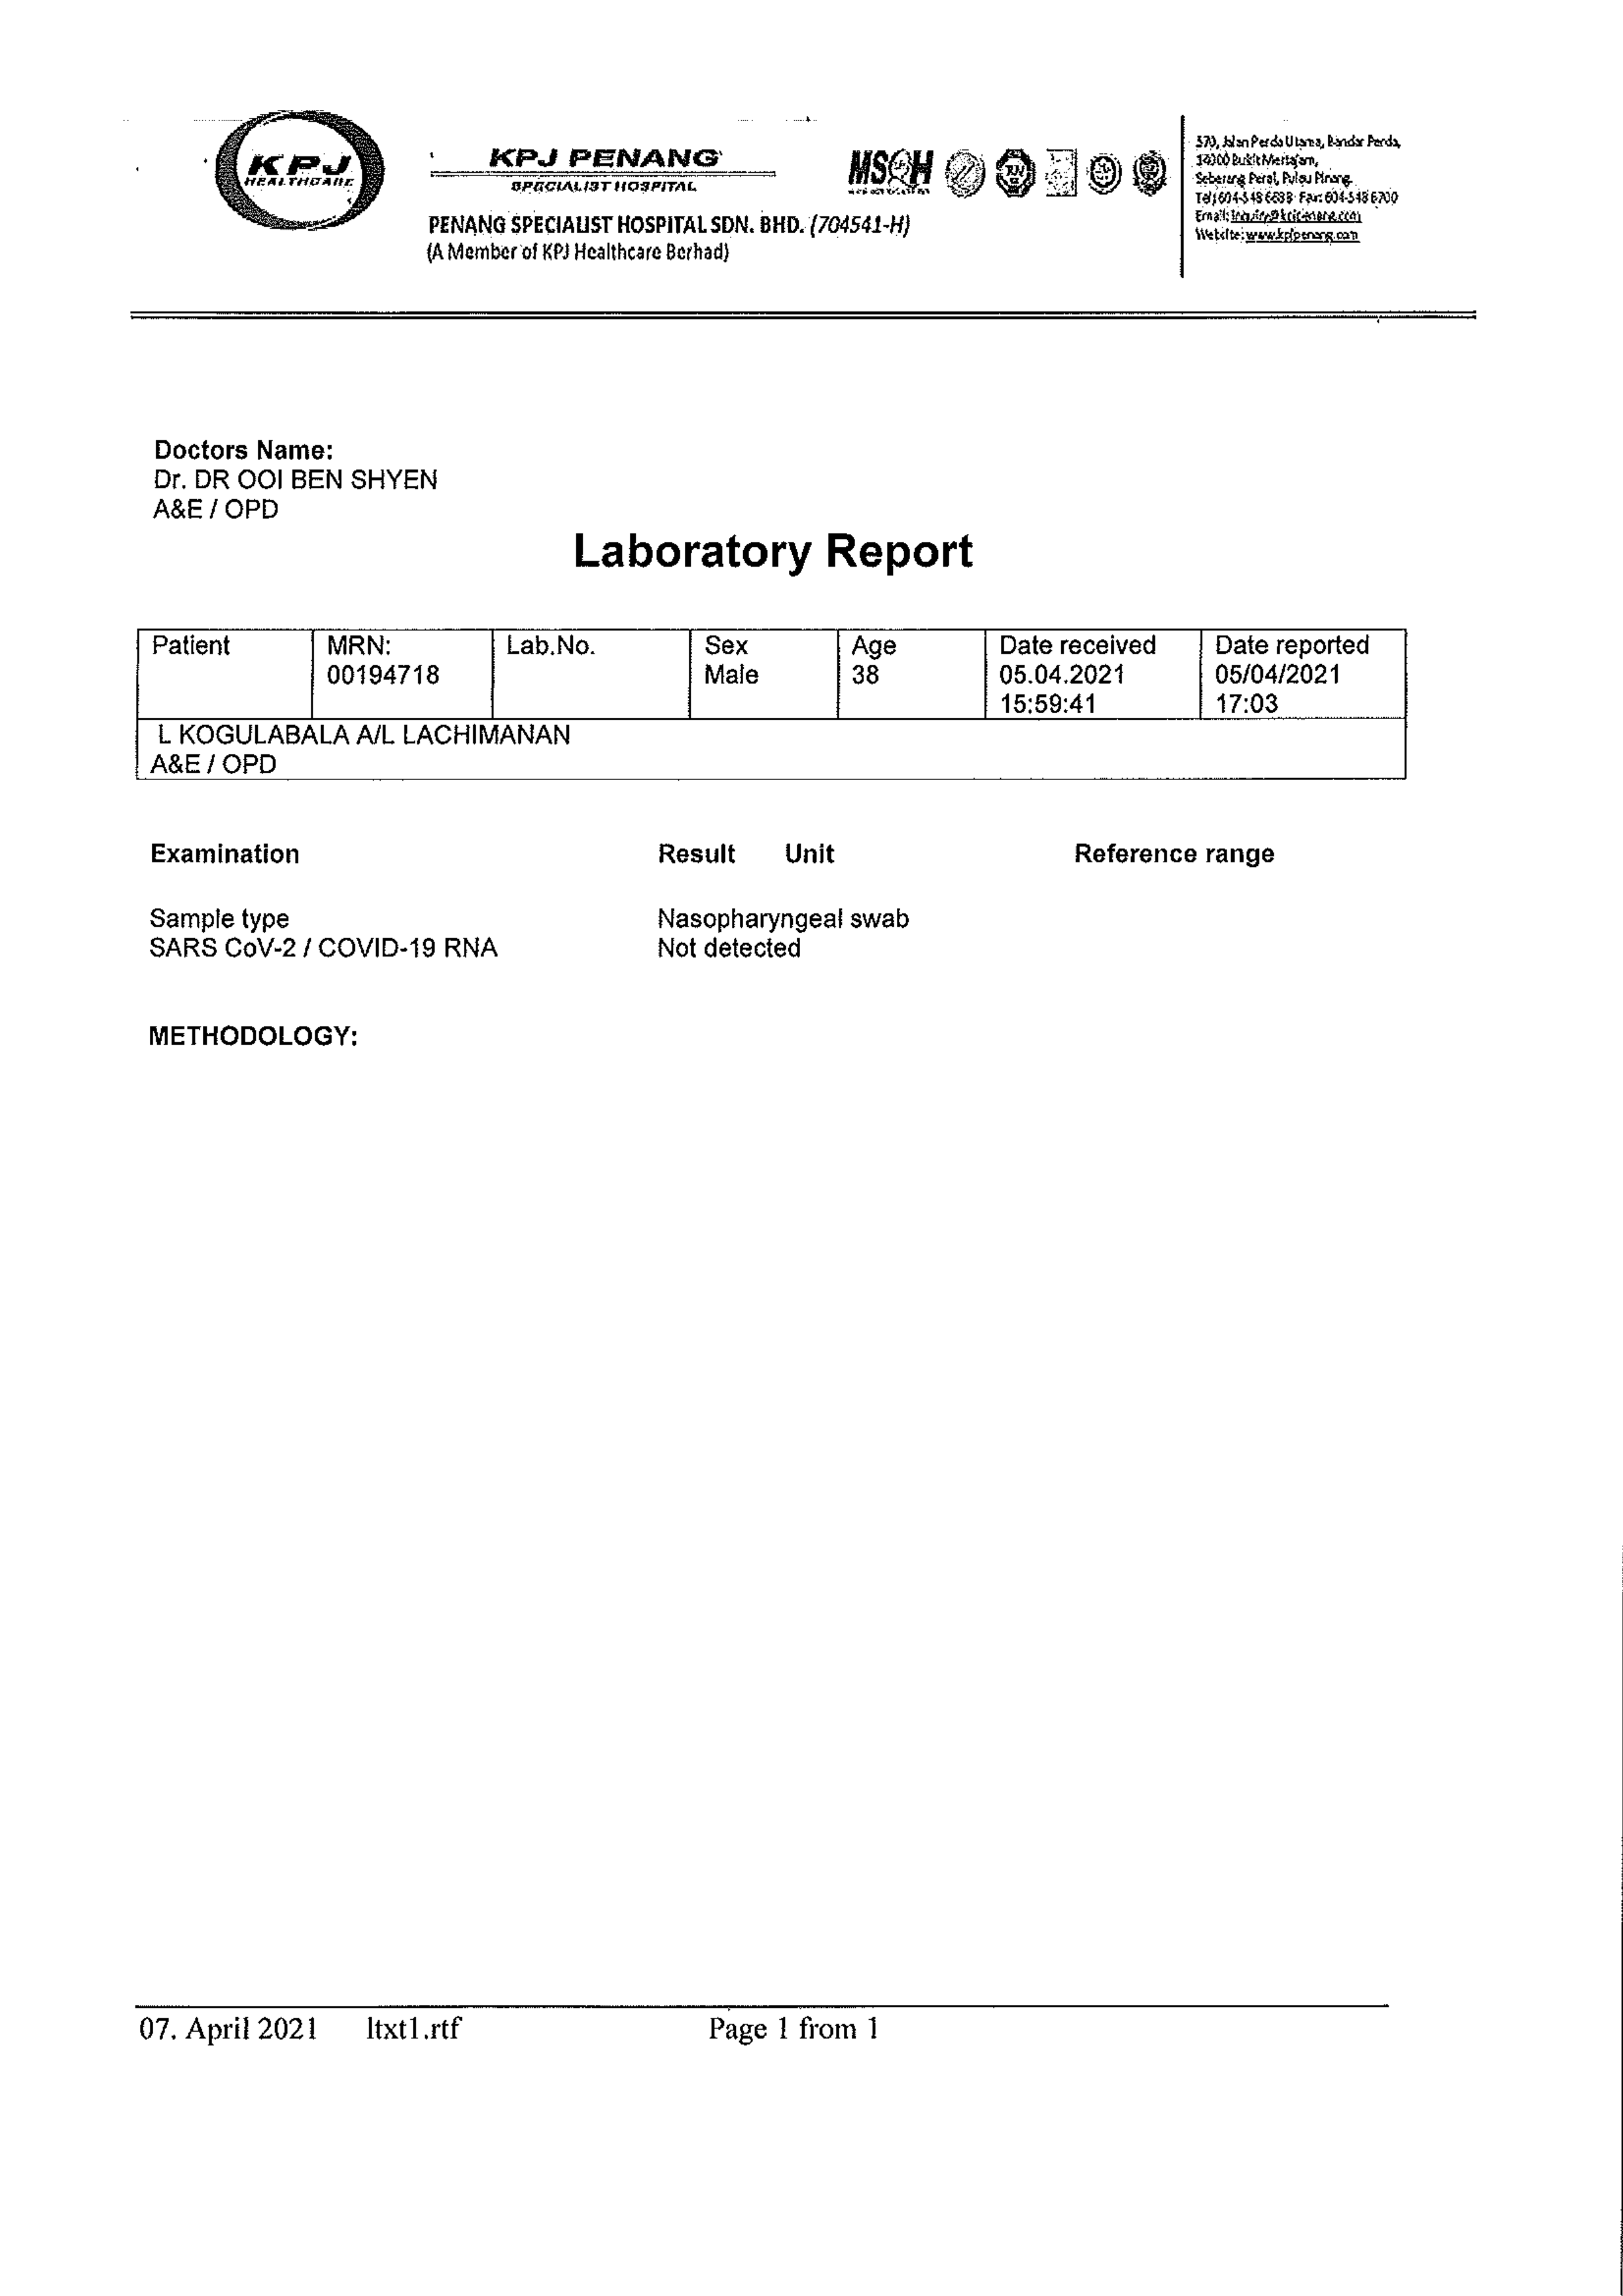 KPJ
HEALTHCARE
KPJ PENANG
SPECIALIST HOSPITAL
PENANG SPECIALIST HOSPITAL SDN. BHD. (704541-H)
(A Member of KPJ Healthcare Berhad)
MSQH
570, Jalan Perda Utama, Bandar Perda,
14000 Bukit Mertajam,
Seberang Perai, Pulau Pinang.
Tel: 604-548 6688 Fax: 604-548 6700
Email:
Website: www.kpjpenang.com
Doctors Name:
Dr. DR OOI BEN SHYEN
A&E / OPD
Laboratory Report
Patient MRN: Lab.No. Sex Age Date received Date reported
00194718 Male 38 05.04.2021 05/04/2021
15:59:41 17:03
L KOGULABALA A/L LACHIMANAN
A&E / OPD
Examination Result Unit Reference range
Sample type Nasopharyngeal swab
SARS CoV-2 / COVID-19 RNA Not detected
METHODOLOGY:
07. April 2021 ltxt1.rtf Page 1 from 1